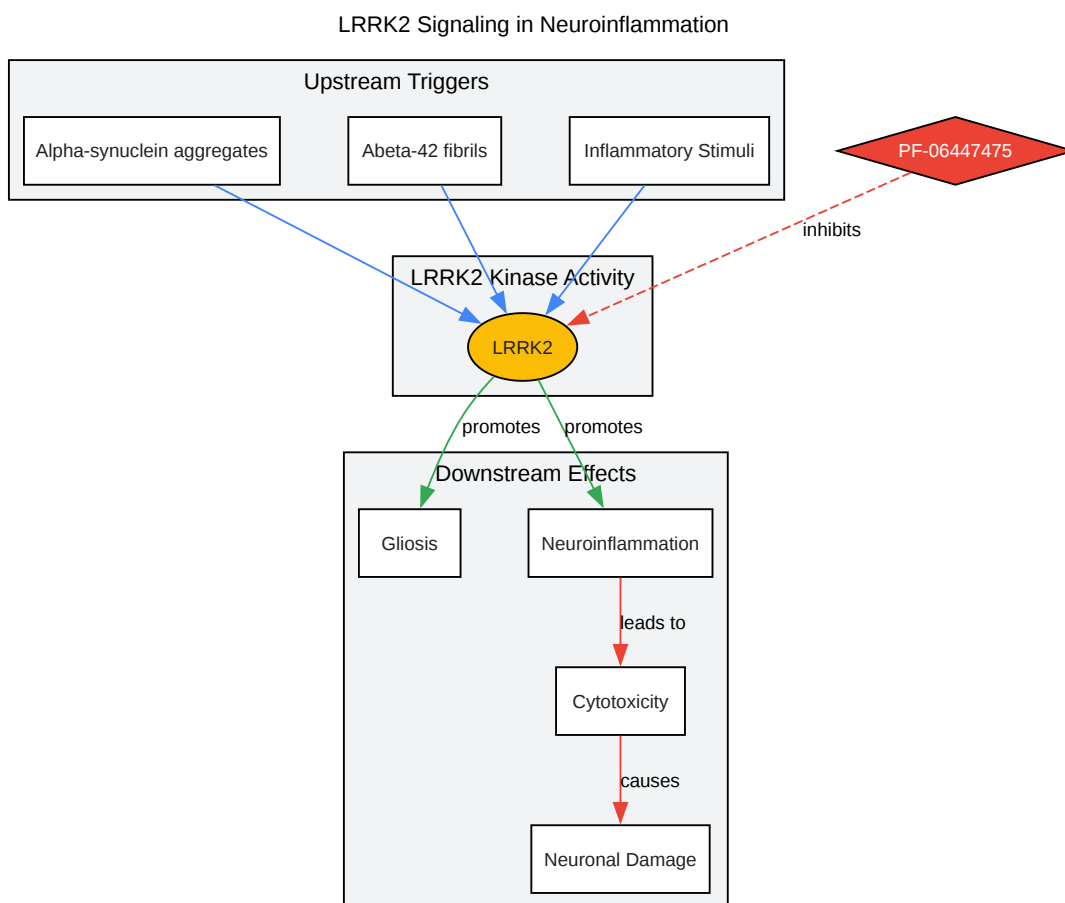 LRRK2 Signaling in Neuroinflammation
Upstream Triggers
Alpha-synuclein aggregates
Abeta-42 fibrils
Inflammatory Stimuli
PF-06447475
inhibits
LRRK2 Kinase Activity
LRRK2
promotes
promotes
Downstream Effects
Gliosis
Neuroinflammation
leads to
Cytotoxicity
causes
Neuronal Damage